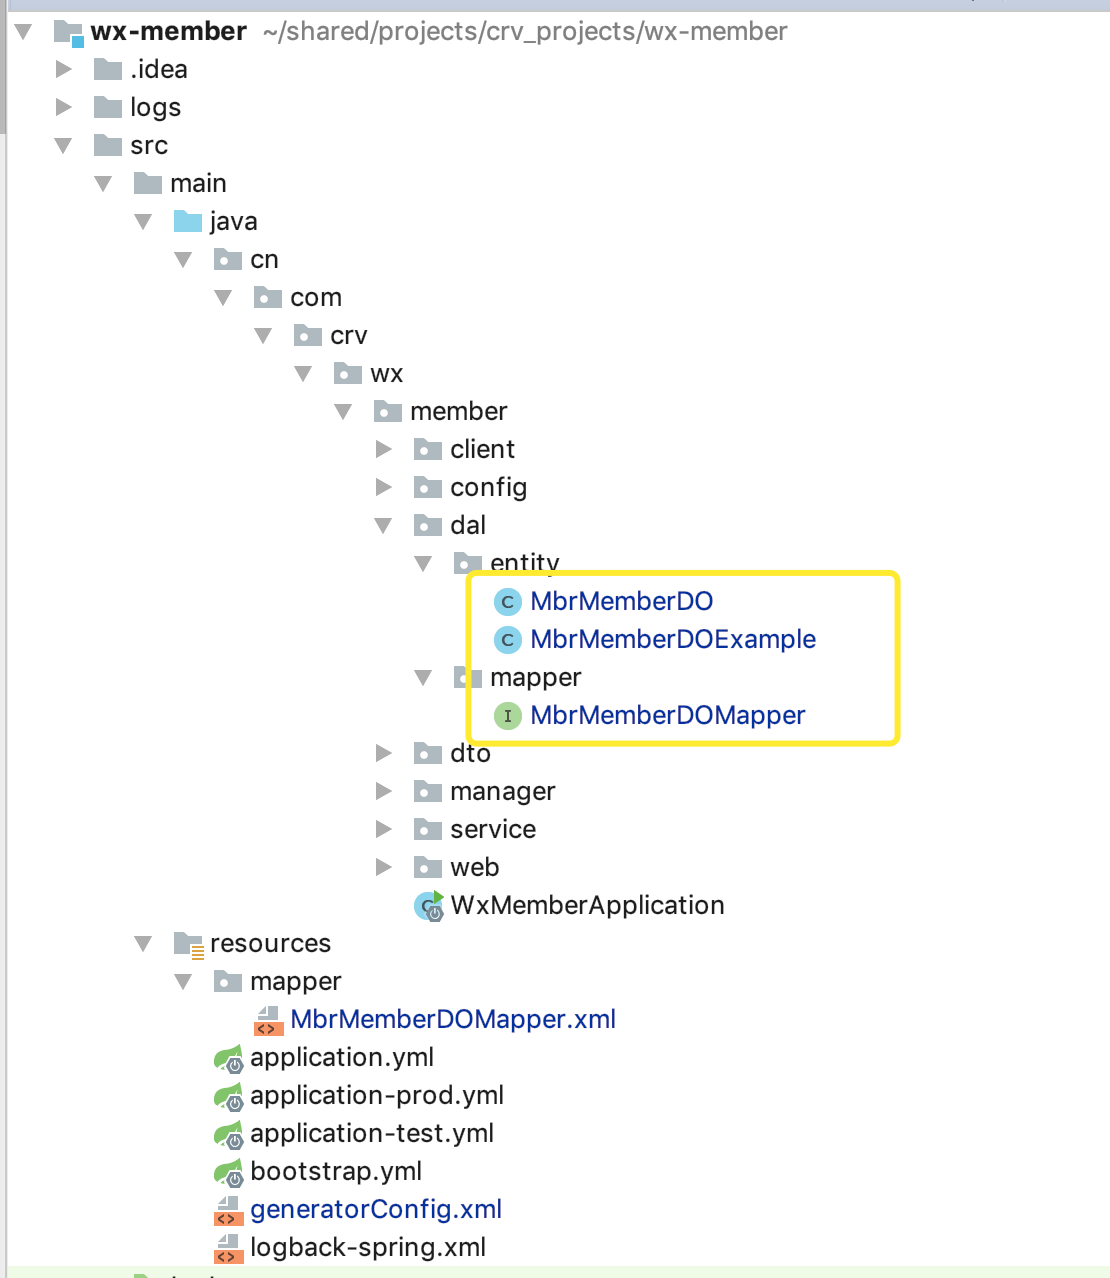 wx-member ~/shared/projects/crv_projects/wx-member
.idea
logs
src
main
java
cn
com
crv
wx
member
client
config
dal
entity
C MbrMemberDO
C MbrMemberDOExample
mapper
I MbrMemberDOMapper
dto
manager
service
web
C WxMemberApplication
resources
mapper
<> MbrMemberDOMapper.xml
application.yml
application-prod.yml
application-test.yml
bootstrap.yml
<> generatorConfig.xml
<> logback-spring.xml